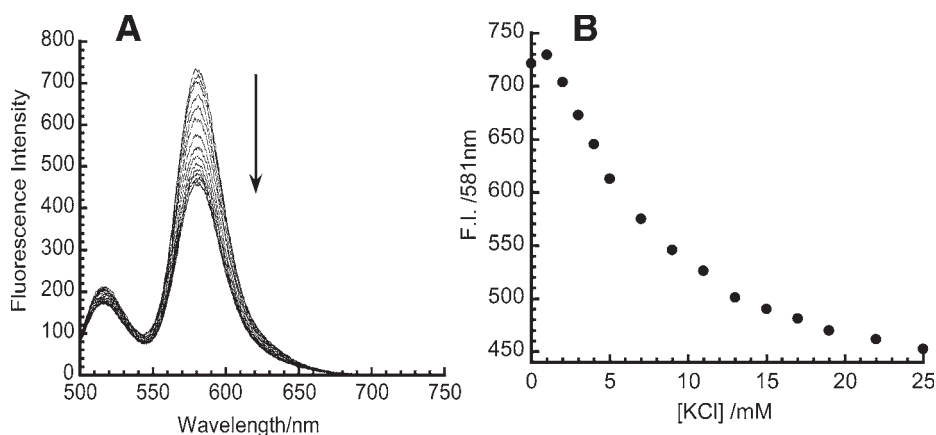 A
800
700
600
500
400
300
200
100
0
500 550 600 650 700 750
Fluorescence Intensity
Wavelength/nm
B
750
700
650
600
550
500
450
0 5 10 15 20 25
F.I. /581nm
[KCl] /mM